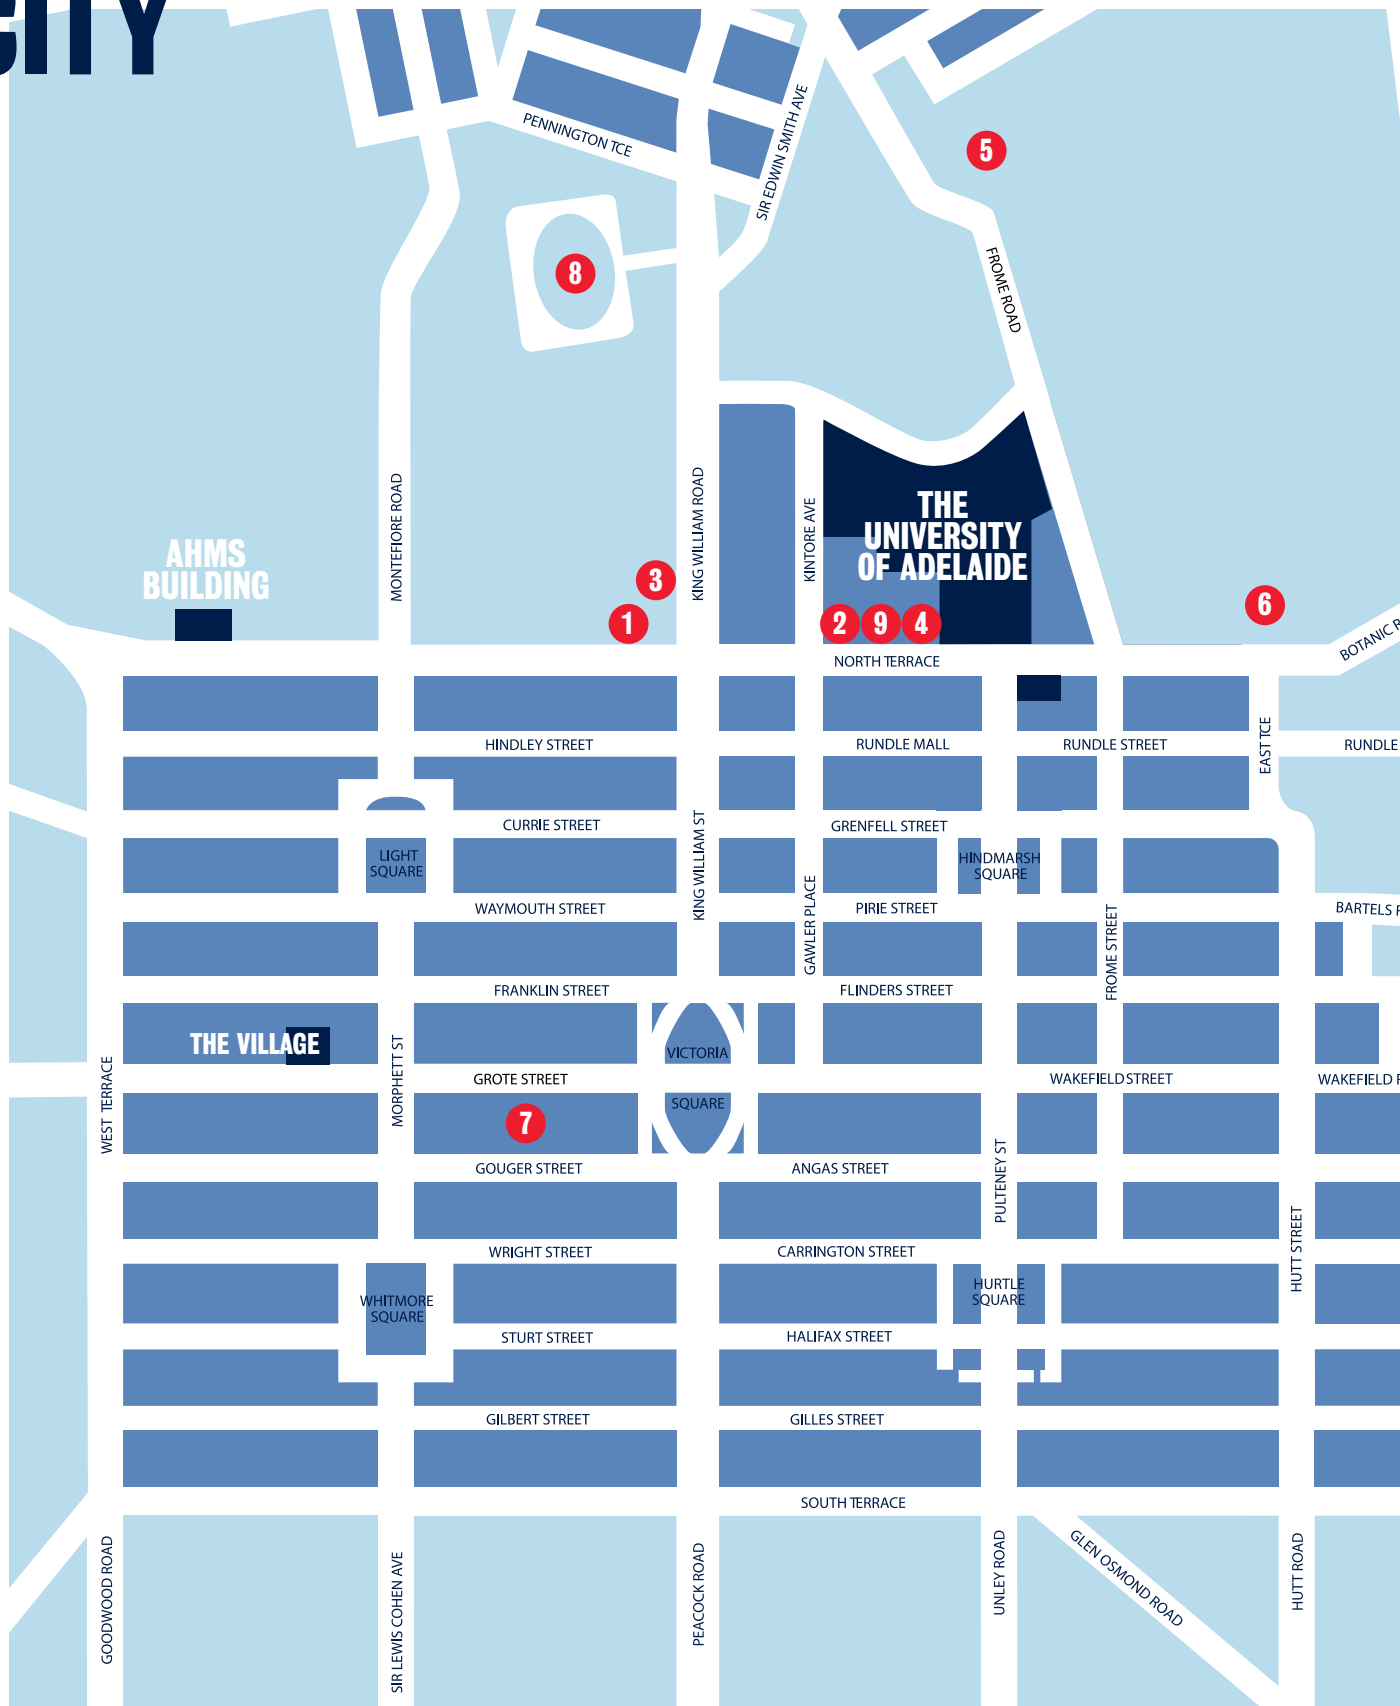 CITY
PENNINGTON TCE
SIR EDWIN SMITH AVE
5
8
FROME ROAD
MONTEFIORE ROAD
KING WILLIAM ROAD
KINTORE AVE
THE
UNIVERSITY
OF ADELAIDE
AHMS
BUILDING
3
1
2
9
4
6
NORTH TERRACE
BOTANIC R
HINDLEY STREET
RUNDLE MALL
RUNDLE STREET
EAST TCE
RUNDLE
CURRIE STREET
KING WILLIAM ST
GRENFELL STREET
LIGHT
SQUARE
HINDMARSH
SQUARE
WAYMOUTH STREET
GAWLER PLACE
PIRIE STREET
FROME STREET
BARTELS R
FRANKLIN STREET
FLINDERS STREET
THE VILLAGE
VICTORIA
SQUARE
WEST TERRACE
MORPHETT ST
GROTE STREET
WAKEFIELD STREET
WAKEFIELD R
7
GOUGER STREET
ANGAS STREET
PULTENEY ST
HUTT STREET
WRIGHT STREET
CARRINGTON STREET
WHITMORE
SQUARE
HURTLE
SQUARE
STURT STREET
HALIFAX STREET
GILBERT STREET
GILLES STREET
SOUTH TERRACE
GOODWOOD ROAD
SIR LEWIS COHEN AVE
PEACOCK ROAD
UNLEY ROAD
GLEN OSMOND ROAD
HUTT ROAD